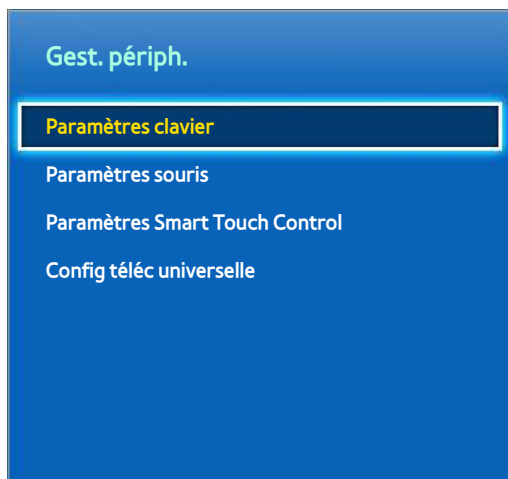 Gest. périph.
Paramètres clavier
Paramètres souris
Paramètres Smart Touch Control
Config téléc universelle